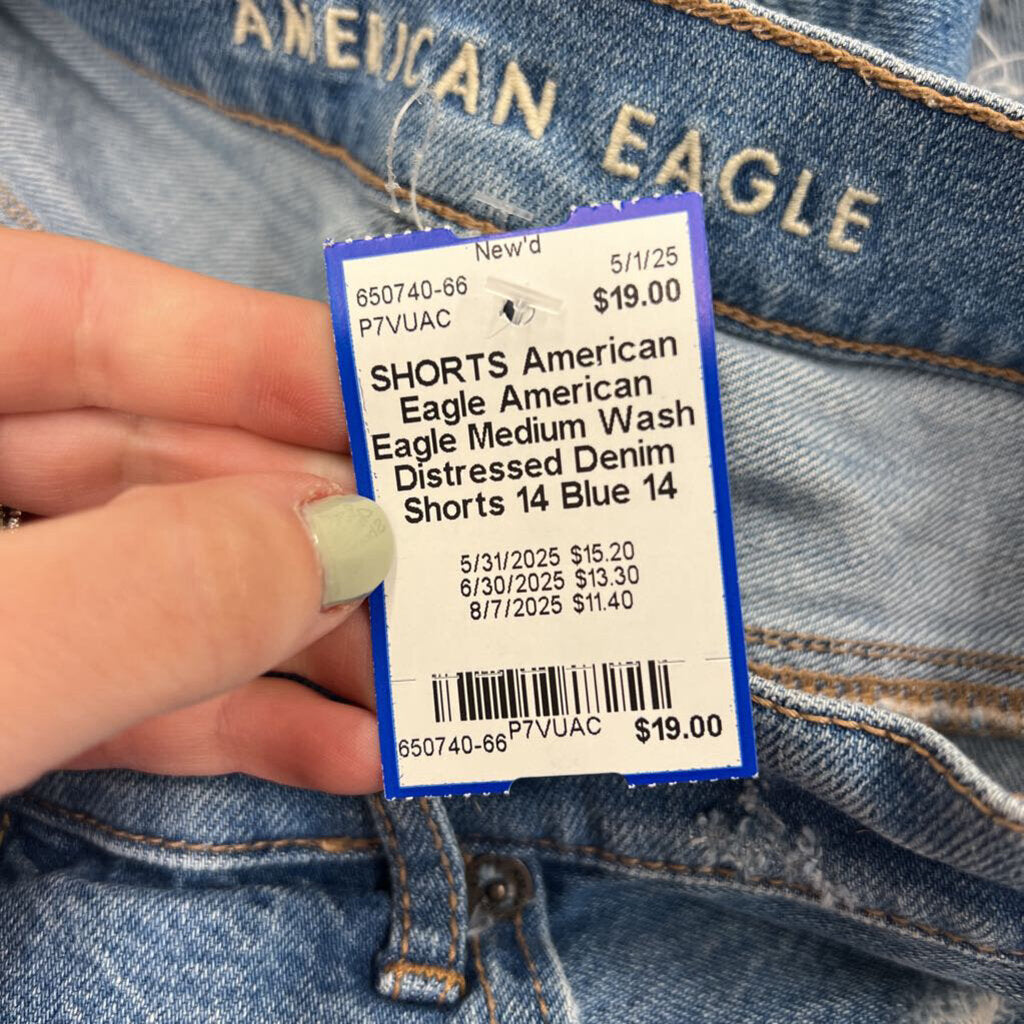 AMERICAN EAGLE
New'd
650740-66
5/1/25
P7VUAC
$19.00
SHORTS American
Eagle American
Eagle Medium Wash
Distressed Denim
Shorts 14 Blue 14
5/31/2025 $15.20
6/30/2025 $13.30
8/7/2025 $11.40
650740-66 P7VUAC $19.00